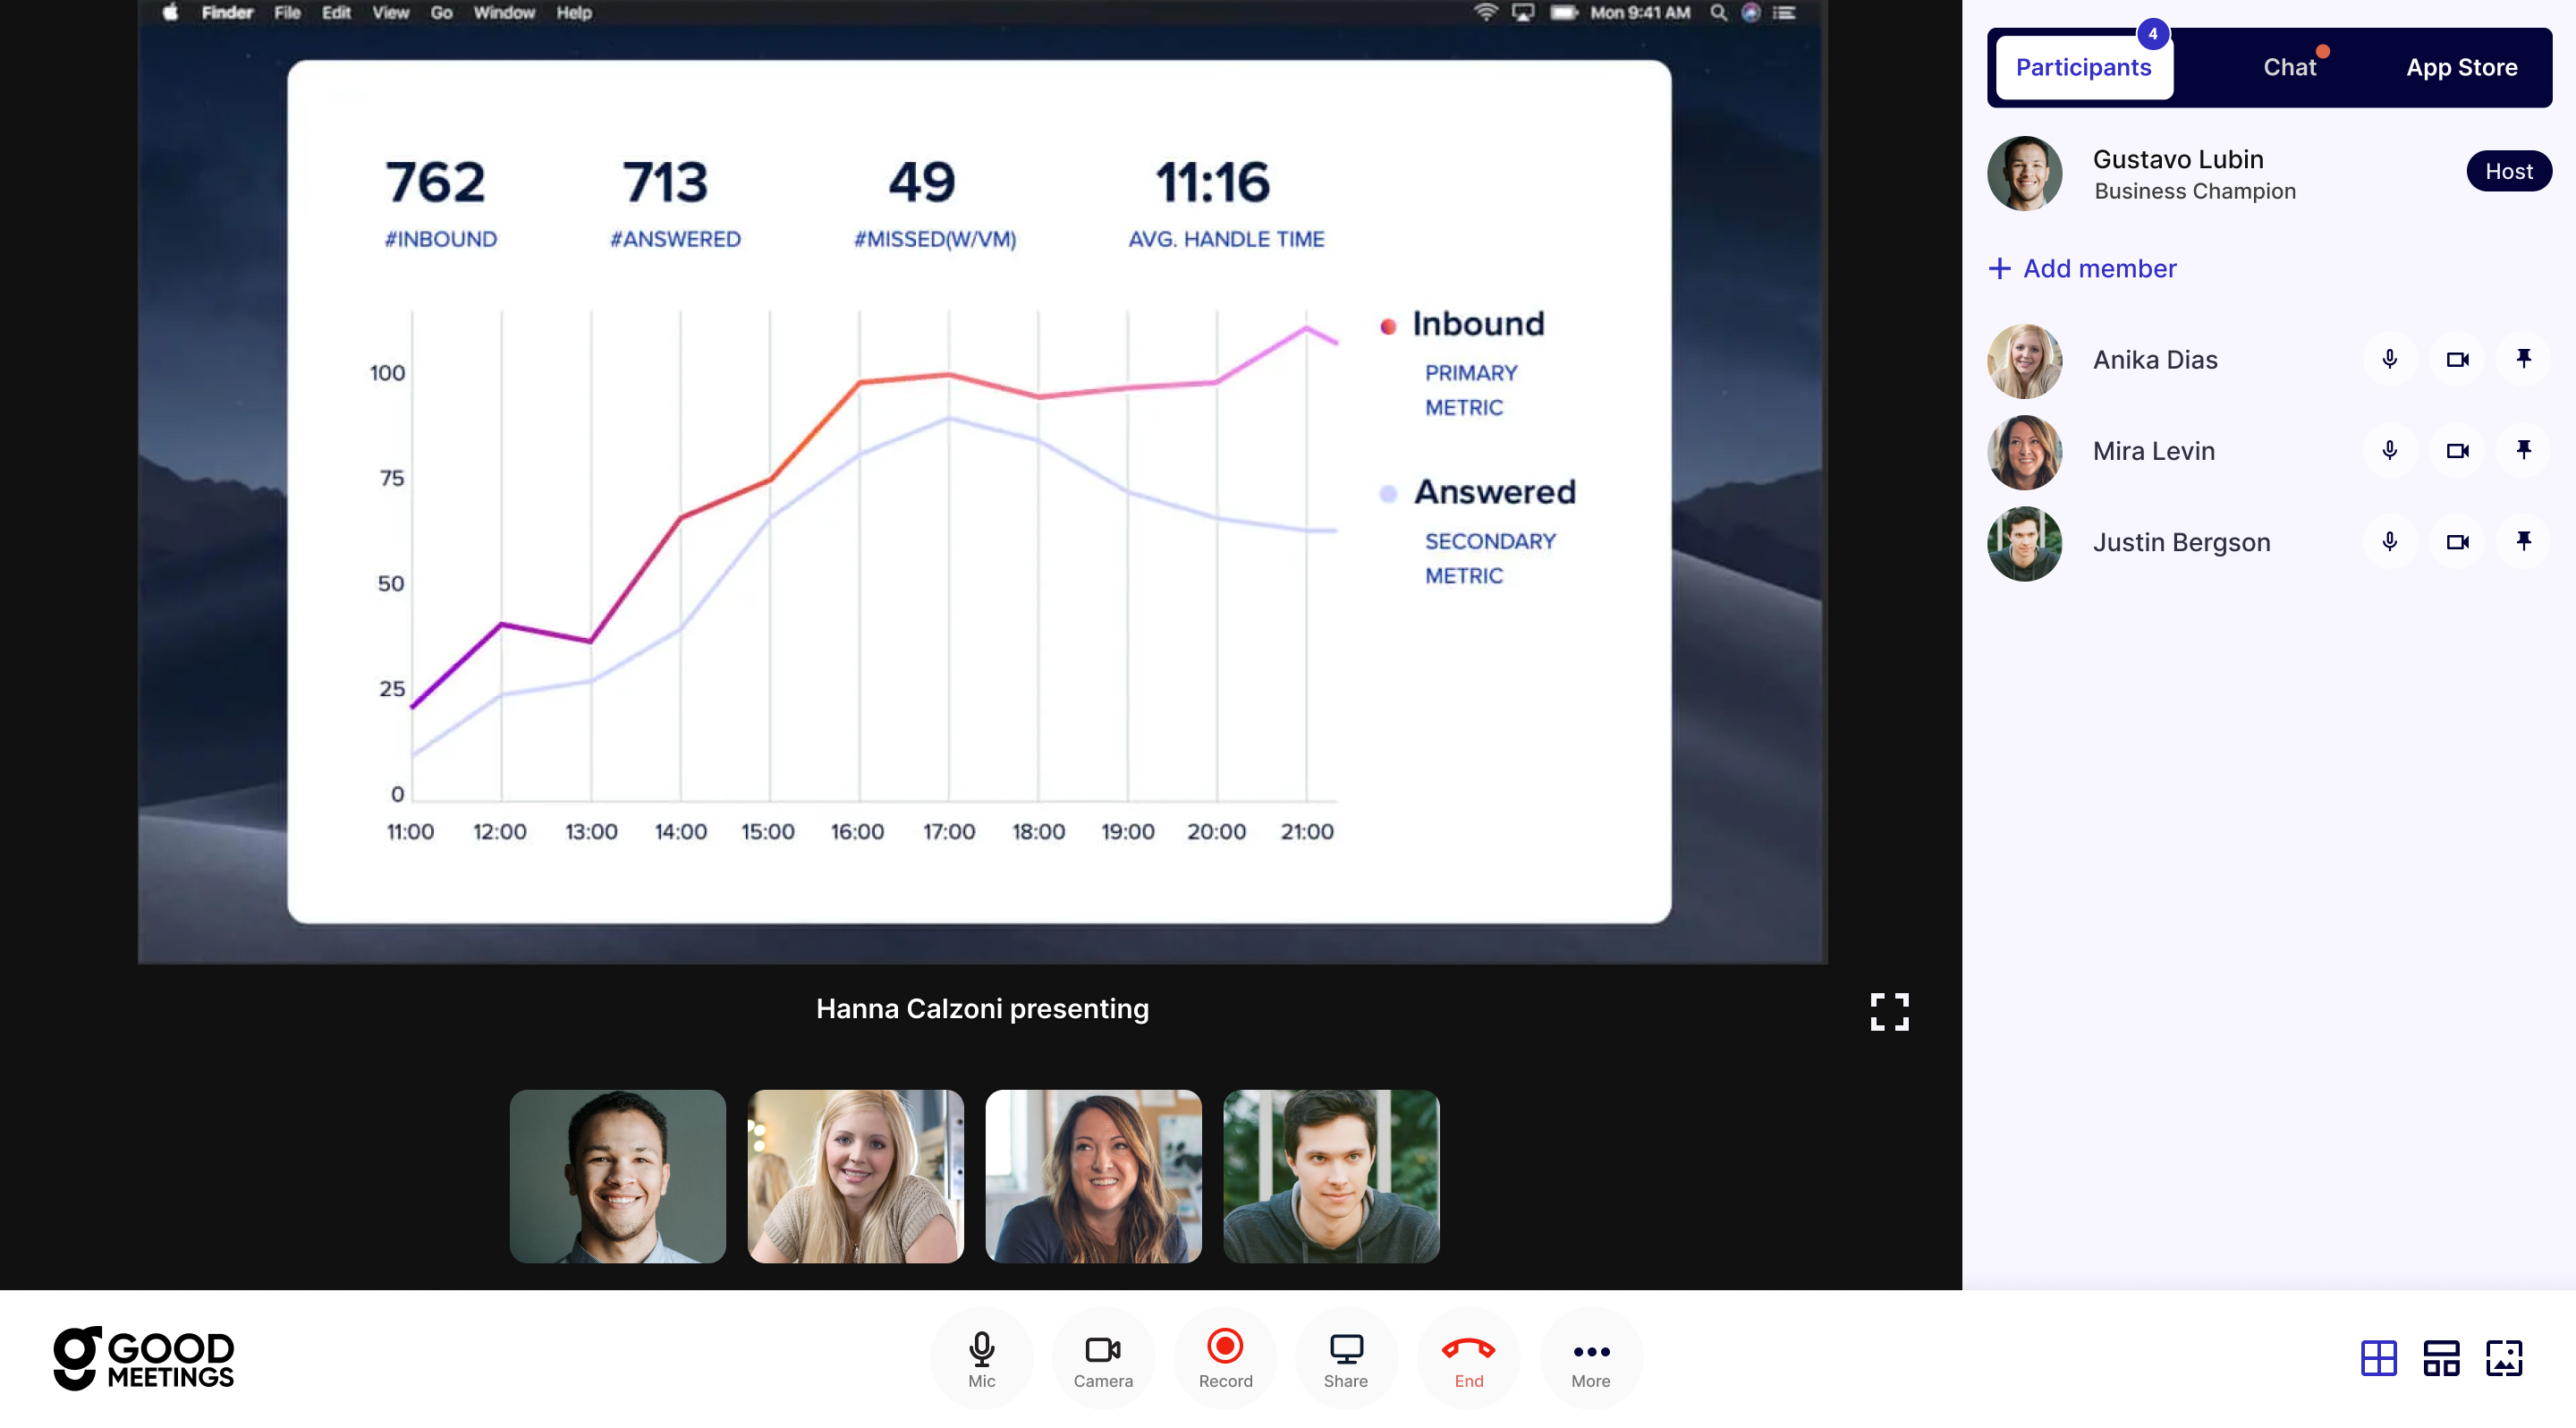 Finder File Edit View Go Window Help
Mon 9:41 AM
762 713 49 11:16
#INBOUND #ANSWERED #MISSED(W/VM) AVG. HANDLE TIME
Inbound
PRIMARY
METRIC
Answered
SECONDARY
METRIC
100
75
50
25
0
11:00 12:00 13:00 14:00 15:00 16:00 17:00 18:00 19:00 20:00 21:00
Hanna Calzoni presenting
Participants 4 Chat App Store
Gustavo Lubin
Business Champion
Host
+ Add member
Anika Dias
Mira Levin
Justin Bergson
GOOD
MEETINGS
Mic Camera Record Share End More